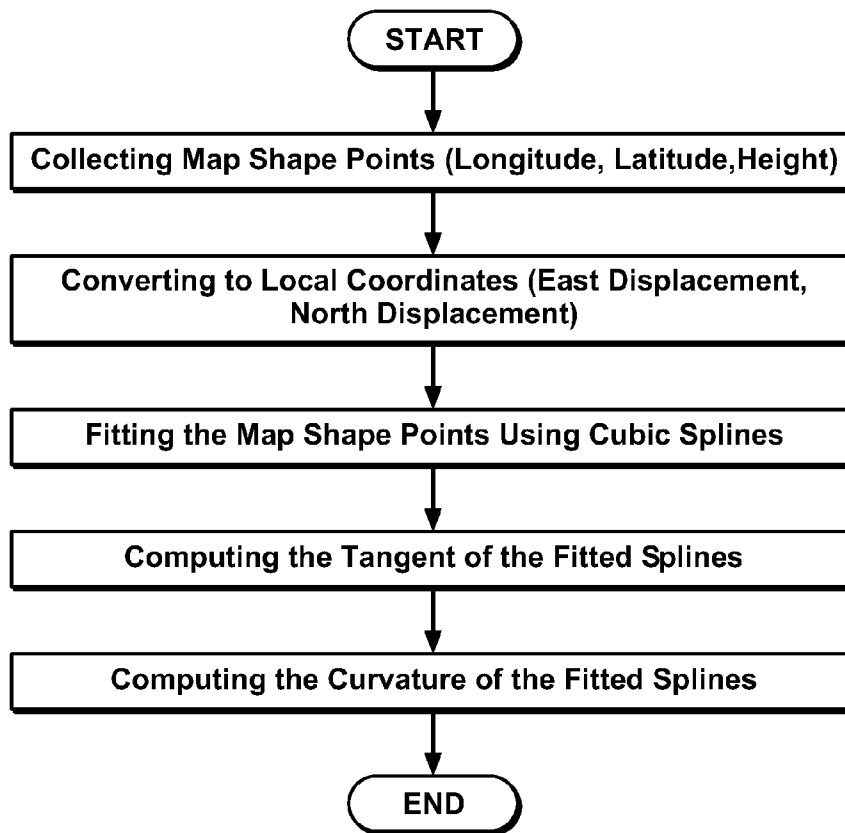 START
Collecting Map Shape Points (Longitude, Latitude,Height)
Converting to Local Coordinates (East Displacement,
North Displacement)
Fitting the Map Shape Points Using Cubic Splines
Computing the Tangent of the Fitted Splines
Computing the Curvature of the Fitted Splines
END